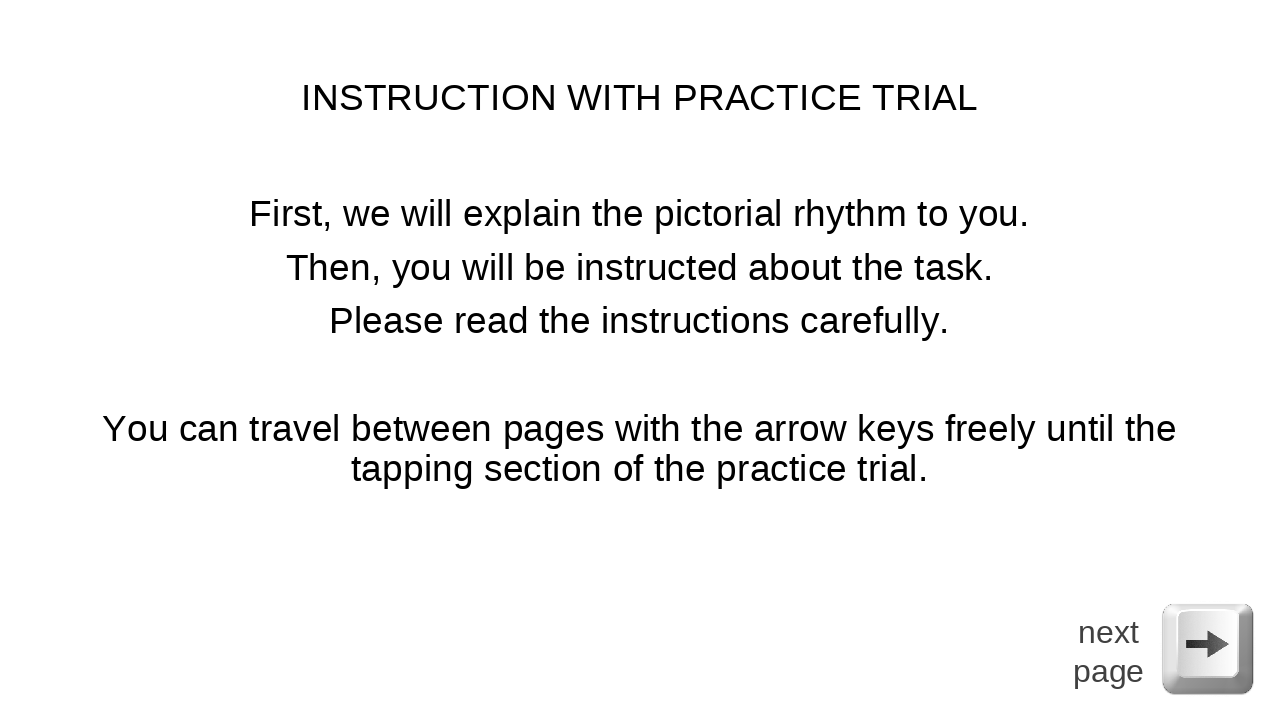 INSTRUCTION WITH PRACTICE TRIAL
First, we will explain the pictorial rhythm to you.
Then, you will be instructed about the task.
Please read the instructions carefully.
You can travel between pages with the arrow keys freely until the
tapping section of the practice trial.
next
page